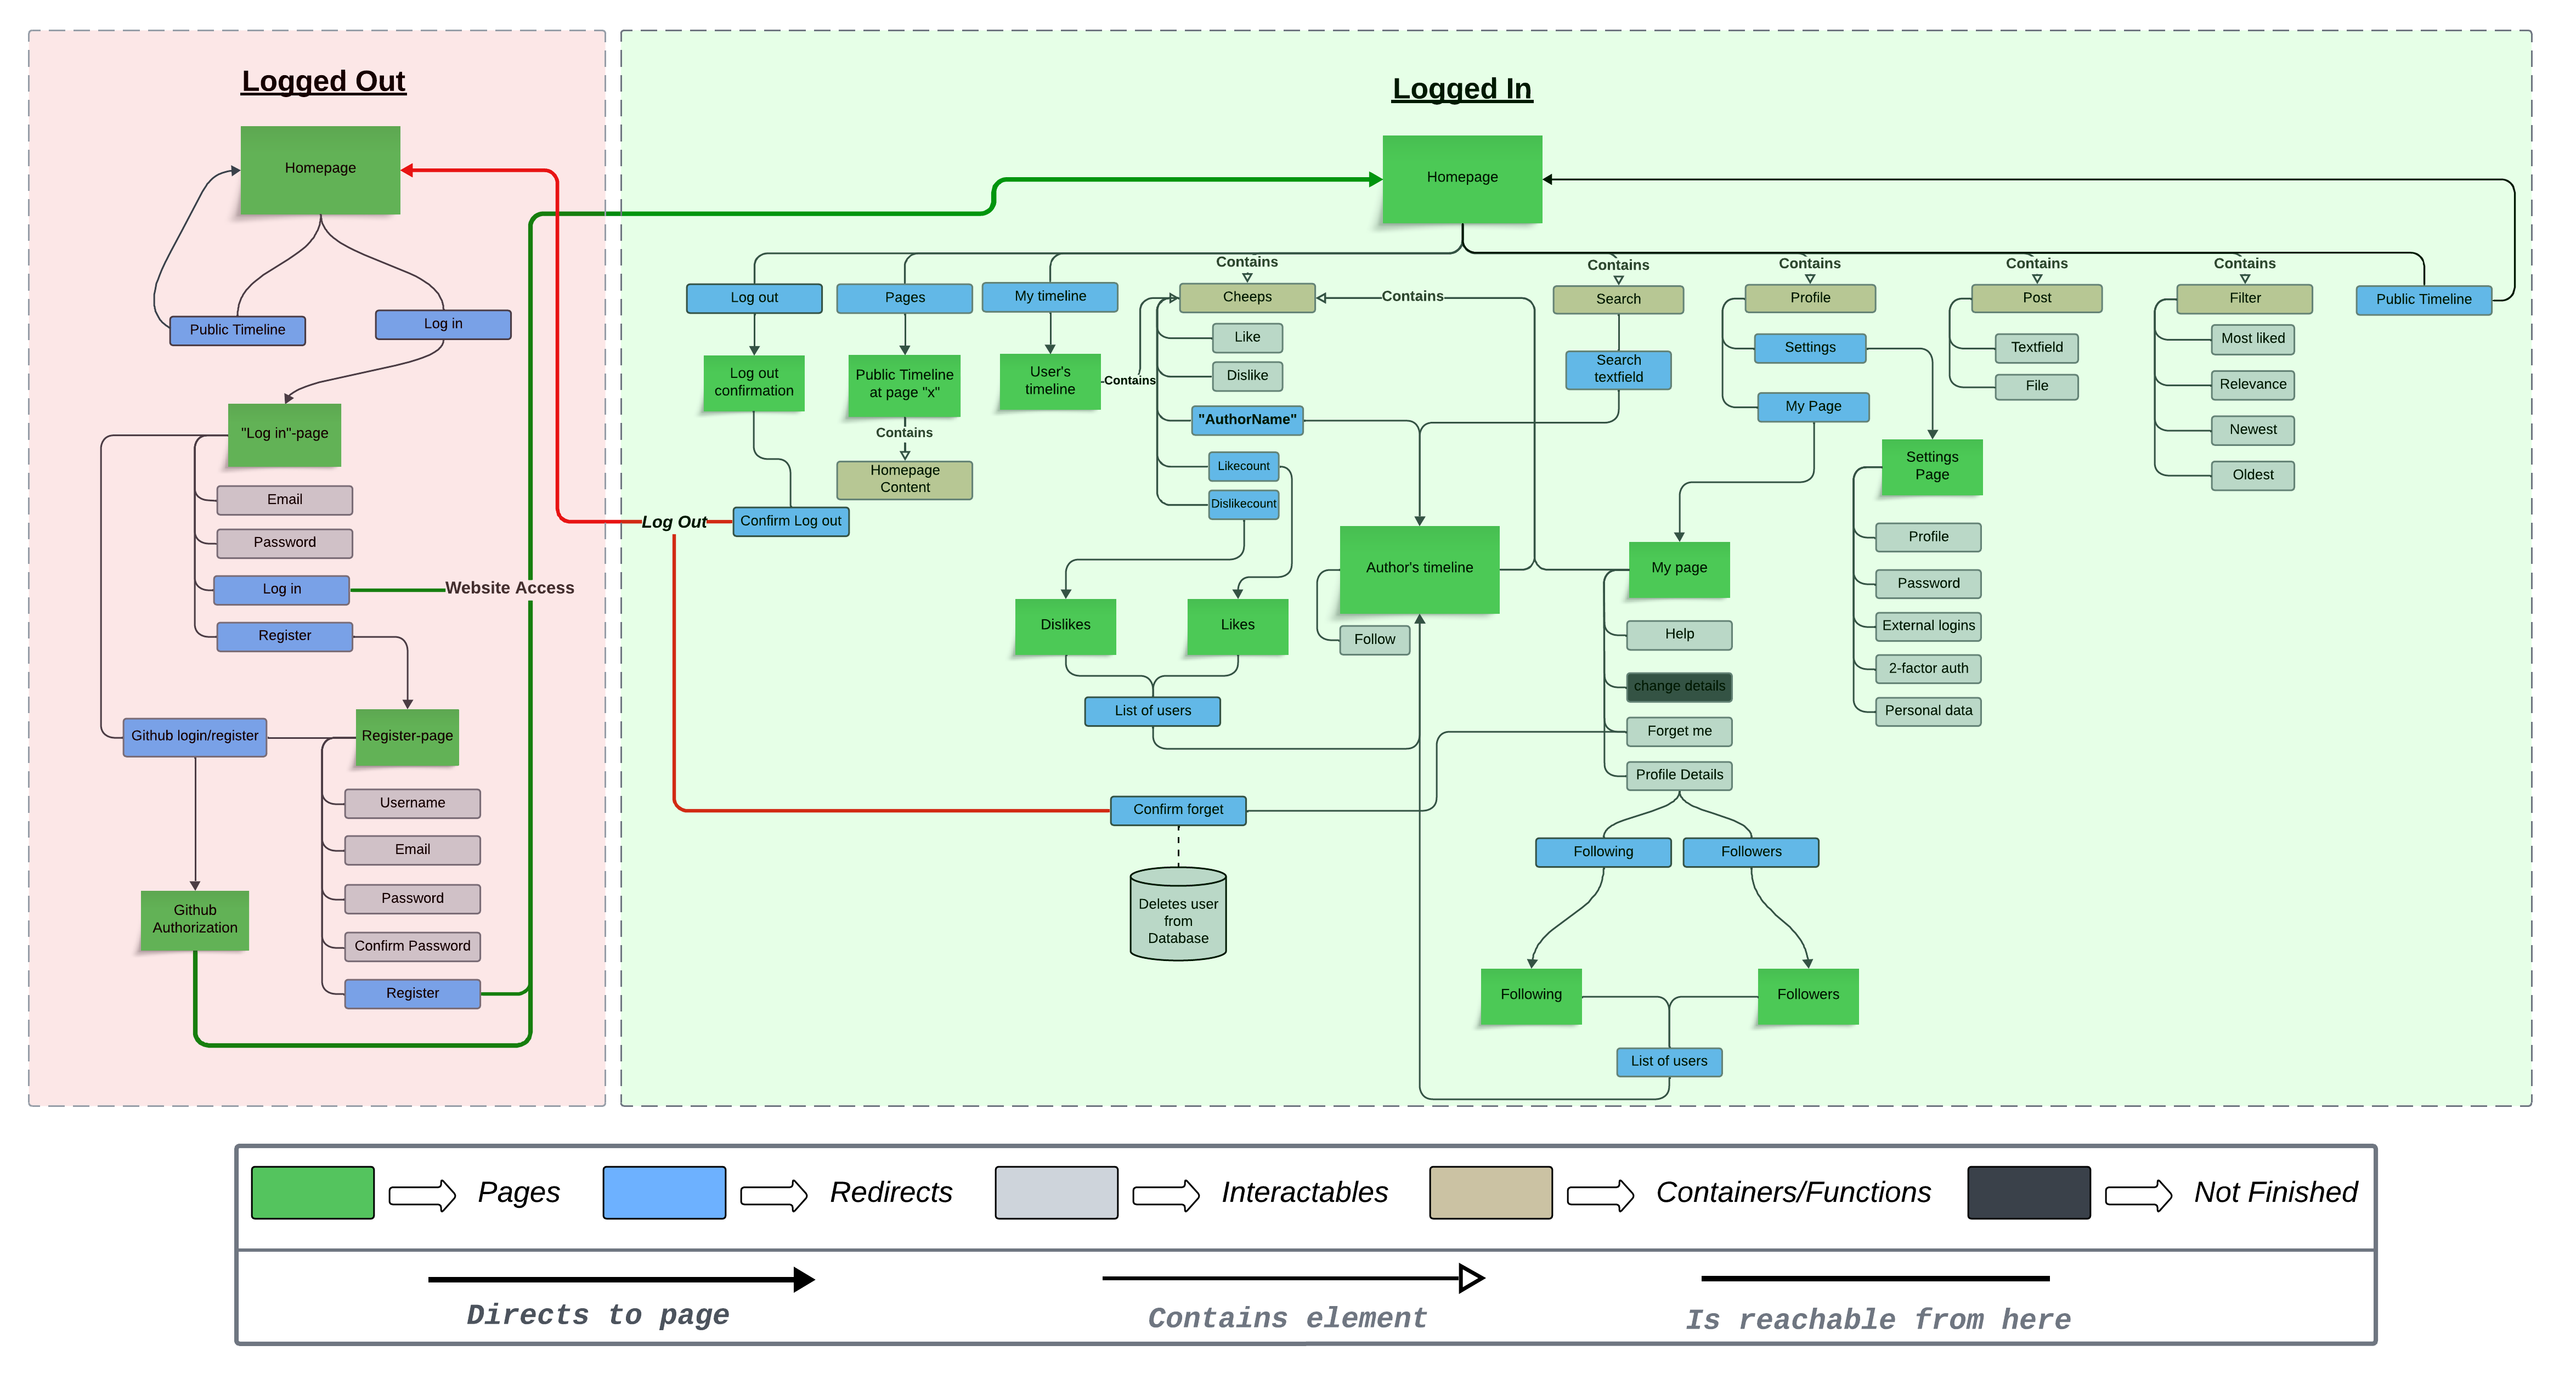 Logged Out
Homepage
Public Timeline
Log in
"Log in"-page
Email
Password
Log in
Website Access
Register
Github login/register
Register-page
Username
Email
Password
Confirm Password
Register
Github
Authorization
Logged In
Homepage
Contains
Contains
Contains
Contains
Contains
Log out
Pages
My timeline
Cheeps
Contains
Search
Profile
Post
Filter
Public Timeline
Log out
confirmation
Public Timeline
at page "x"
Contains
Homepage
Content
User's
timeline
Contains
Like
Dislike
"AuthorName"
Likecount
Dislikecount
Search
textfield
Settings
My Page
Textfield
File
Most liked
Relevance
Newest
Oldest
Settings
Page
Profile
Password
External logins
2-factor auth
Personal data
Log Out
Confirm Log out
Dislikes
Likes
List of users
Author's timeline
Follow
My page
Help
change details
Forget me
Profile Details
Confirm forget
Deletes user
from
Database
Following
Followers
Following
Followers
List of users
Pages
Redirects
Interactables
Containers/Functions
Not Finished
Directs to page
Contains element
Is reachable from here